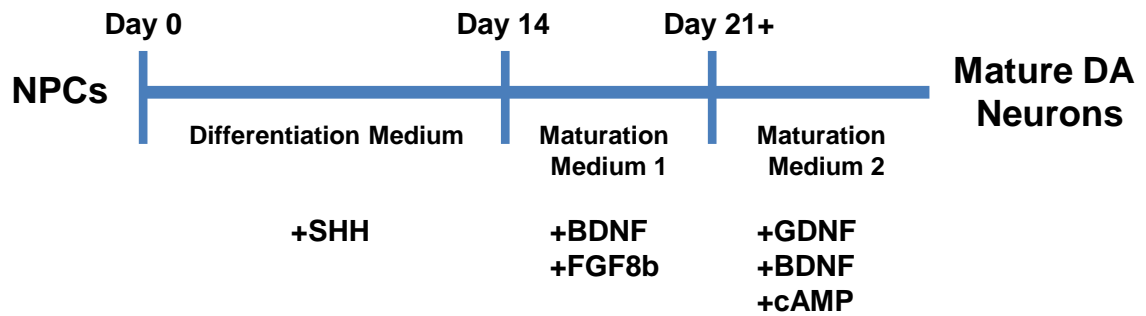 Day 0
Day 14
Day 21+
NPCs
Mature DA
Neurons
Differentiation Medium
Maturation
Medium 1
Maturation
Medium 2
+SHH
+BDNF
+FGF8b
+GDNF
+BDNF
+cAMP